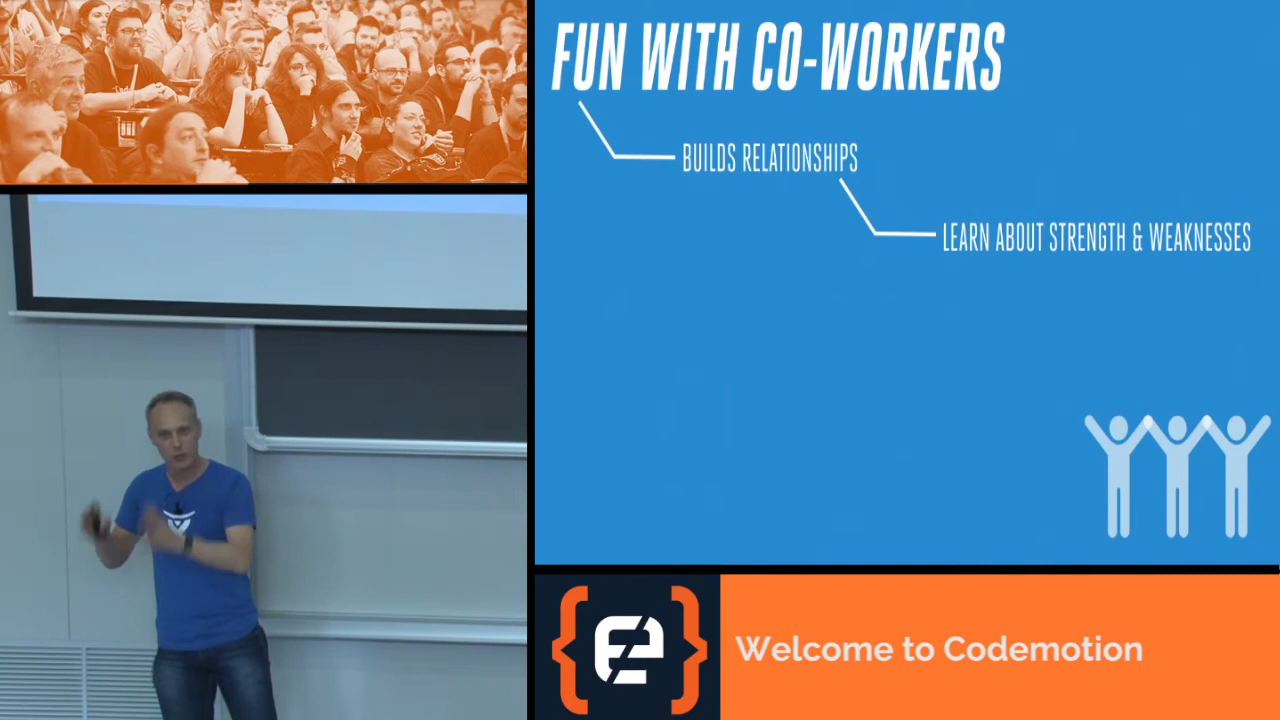 FUN WITH CO-WORKERS
BUILDS RELATIONSHIPS
LEARN ABOUT STRENGTH & WEAKNESSES
Welcome to Codemotion